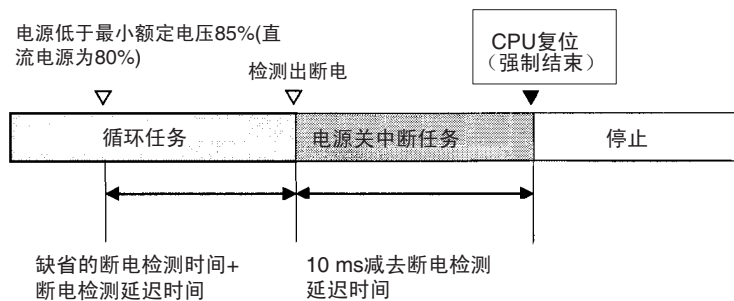 电源低于最小额定电压85%(直
流电源为80%)
检测出断电
CPU复位
（强制结束）
循环任务
电源关中断任务
停止
缺省的断电检测时间+
断电检测延迟时间
10 ms减去断电检测
延迟时间